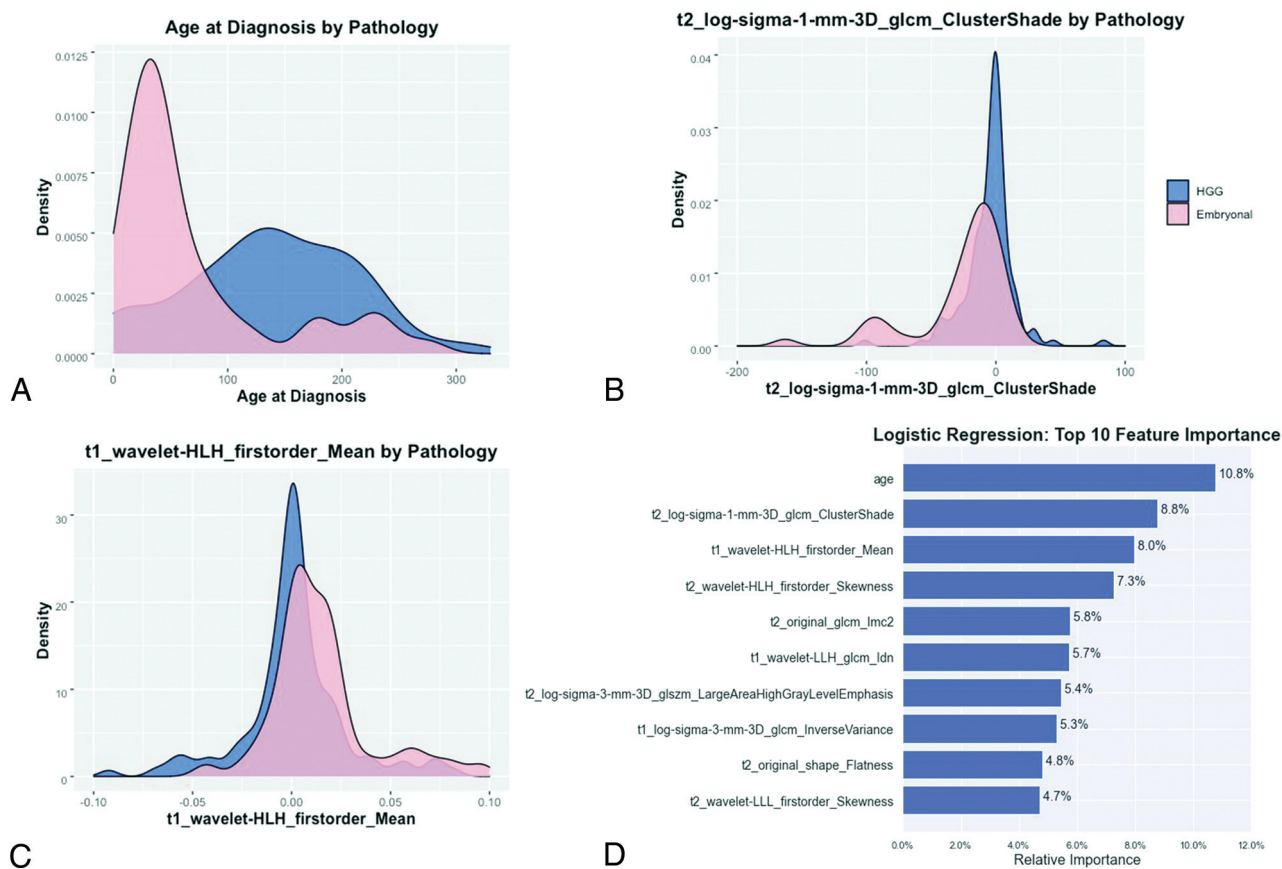 Age at Diagnosis by Pathology
0.0125
0.0100
0.0075
0.0050
0.0025
0.0000
Density
0
100
200
300
Age at Diagnosis
A
t2_log-sigma-1-mm-3D_glcm_ClusterShade by Pathology
0.04
0.03
0.02
0.01
0.00
Density
-200
-100
0
100
t2_log-sigma-1-mm-3D_glcm_ClusterShade
HGG
Embryonal
B
t1_wavelet-HLH_firstorder_Mean by Pathology
30
20
10
0
Density
-0.10
-0.05
0.00
0.05
0.10
t1_wavelet-HLH_firstorder_Mean
C
Logistic Regression: Top 10 Feature Importance
age 10.8%
t2_log-sigma-1-mm-3D_glcm_ClusterShade 8.8%
t1_wavelet-HLH_firstorder_Mean 8.0%
t2_wavelet-HLH_firstorder_Skewness 7.3%
t2_original_glcm_Imc2 5.8%
t1_wavelet-LLH_glcm_Idn 5.7%
t2_log-sigma-3-mm-3D_glszm_LargeAreaHighGrayLevelEmphasis 5.4%
t1_log-sigma-3-mm-3D_glcm_InverseVariance 5.3%
t2_original_shape_Flatness 4.8%
t2_wavelet-LLL_firstorder_Skewness 4.7%
0.0% 2.0% 4.0% 6.0% 8.0% 10.0% 12.0%
Relative Importance
D